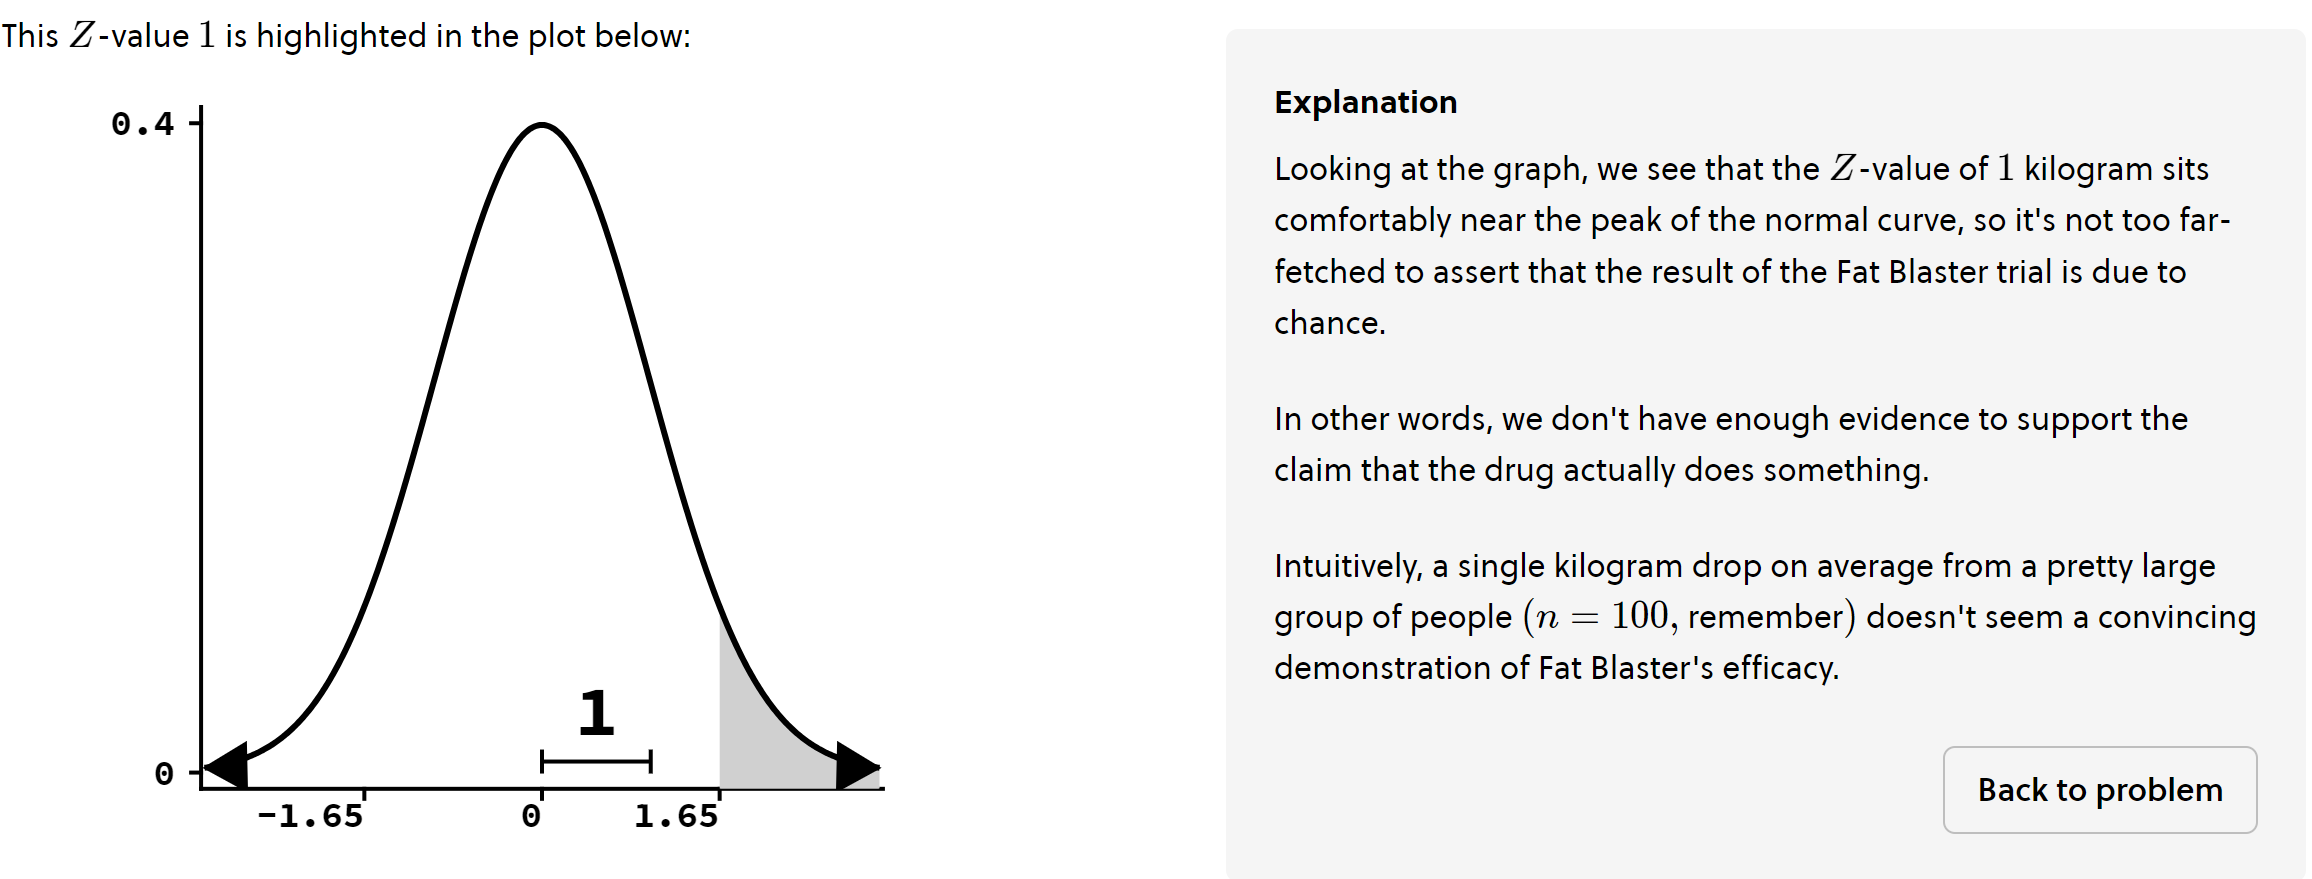 This Z-value 1 is highlighted in the plot below:
0.4
1
0
-1.65
0
1.65
Explanation
Looking at the graph, we see that the Z-value of 1 kilogram sits
comfortably near the peak of the normal curve, so it's not too far-
fetched to assert that the result of the Fat Blaster trial is due to
chance.
In other words, we don't have enough evidence to support the
claim that the drug actually does something.
Intuitively, a single kilogram drop on average from a pretty large
group of people (n = 100, remember) doesn't seem a convincing
demonstration of Fat Blaster's efficacy.
Back to problem